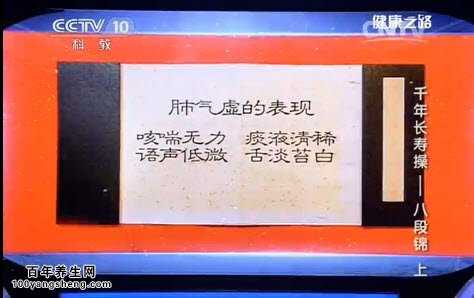 CCTV 10
科教
健康之路
CNTV
肺气虚的表现
咳喘无力 痰液清稀
语声低微 舌淡苔白
千年长寿操——八段锦 上
百年养生网
100yangsheng.com